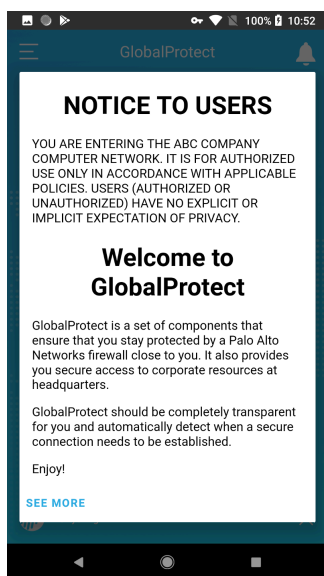 100% 10:52
GlobalProtect
NOTICE TO USERS
YOU ARE ENTERING THE ABC COMPANY
COMPUTER NETWORK. IT IS FOR AUTHORIZED
USE ONLY IN ACCORDANCE WITH APPLICABLE
POLICIES. USERS (AUTHORIZED OR
UNAUTHORIZED) HAVE NO EXPLICIT OR
IMPLICIT EXPECTATION OF PRIVACY.
Welcome to
GlobalProtect
GlobalProtect is a set of components that
ensure that you stay protected by a Palo Alto
Networks firewall close to you. It also provides
you secure access to corporate resources at
headquarters.
GlobalProtect should be completely transparent
for you and automatically detect when a secure
connection needs to be established.
Enjoy!
SEE MORE